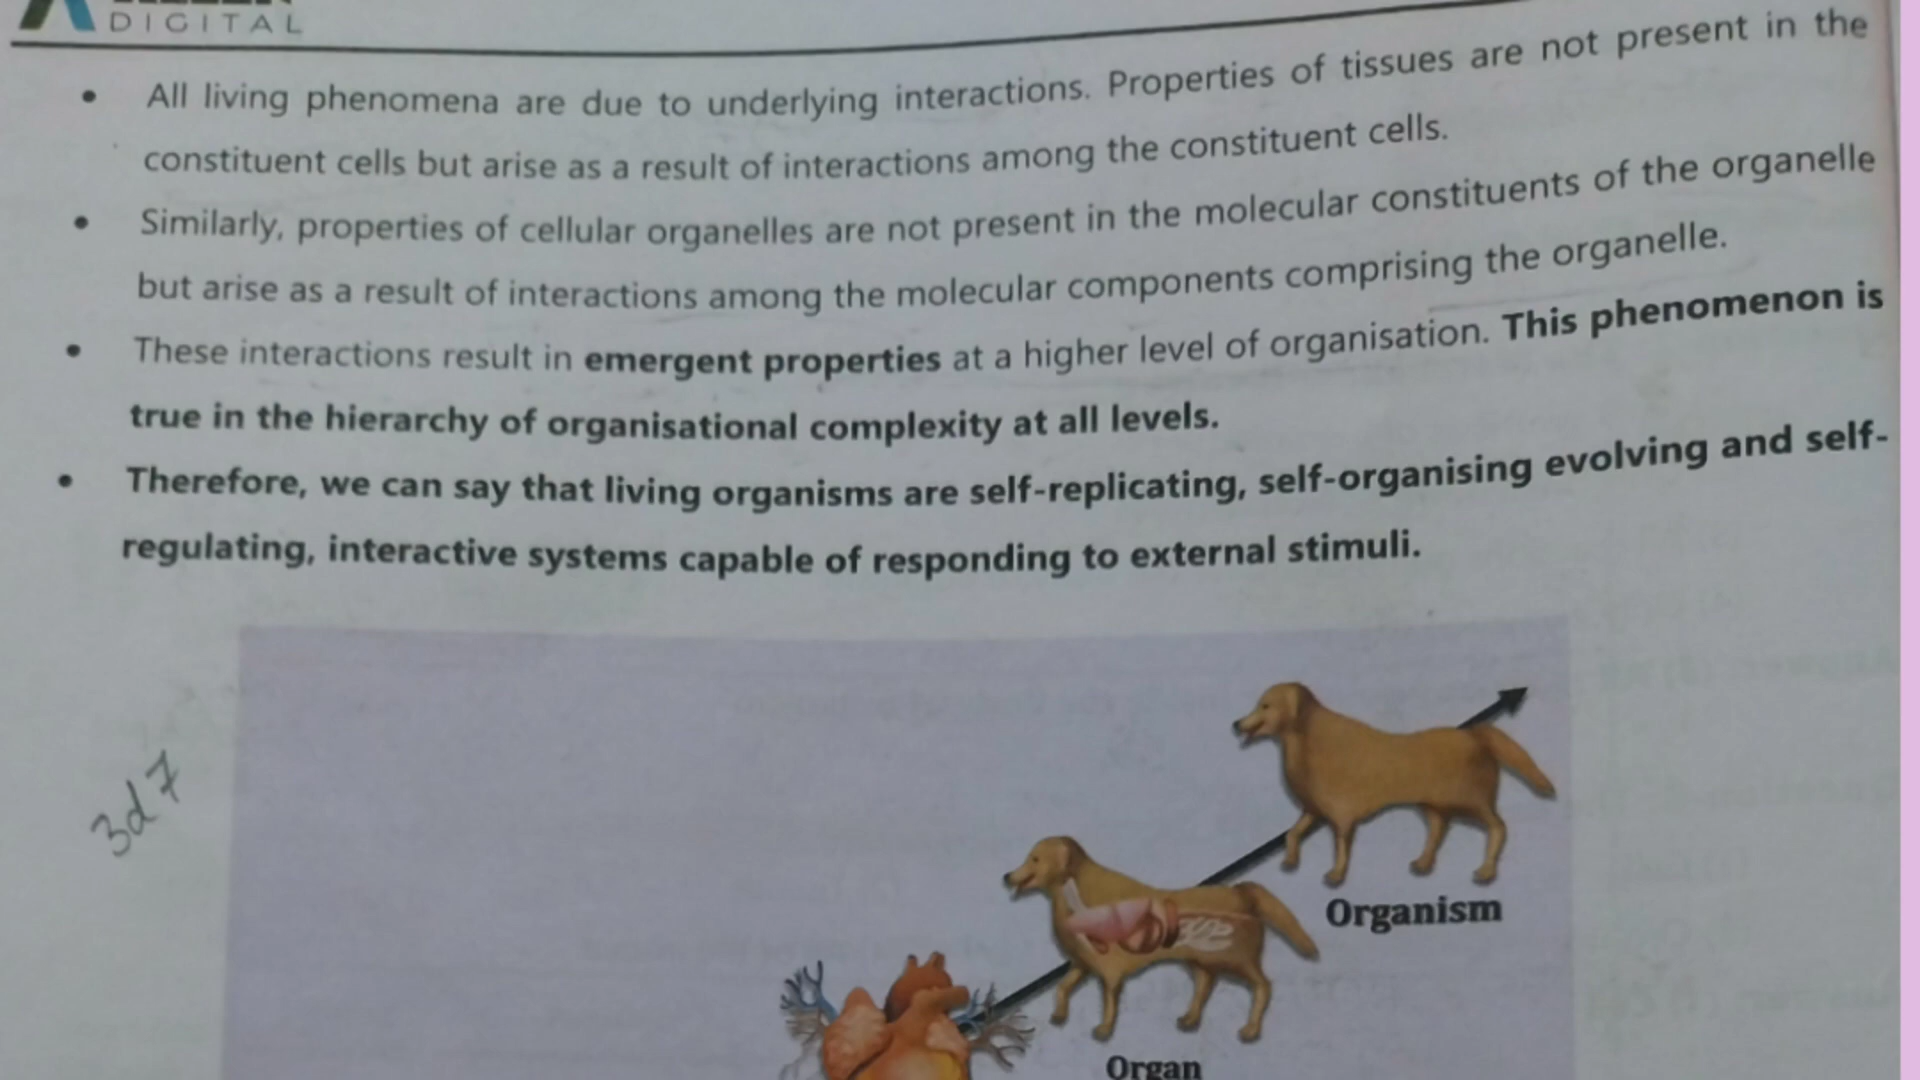 DIGITAL
• All living phenomena are due to underlying interactions. Properties of tissues are not present in the
constituent cells but arise as a result of interactions among the constituent cells.
• Similarly, properties of cellular organelles are not present in the molecular constituents of the organelle
but arise as a result of interactions among the molecular components comprising the organelle.
• These interactions result in emergent properties at a higher level of organisation. This phenomenon is
true in the hierarchy of organisational complexity at all levels.
• Therefore, we can say that living organisms are self-replicating, self-organising evolving and self-
regulating, interactive systems capable of responding to external stimuli.
3d7
Organism
Organ